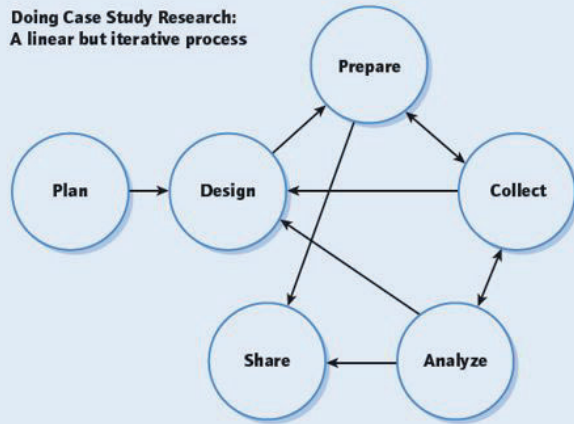 Doing Case Study Research:
A linear but iterative process
Prepare
Plan
Design
Collect
Share
Analyze